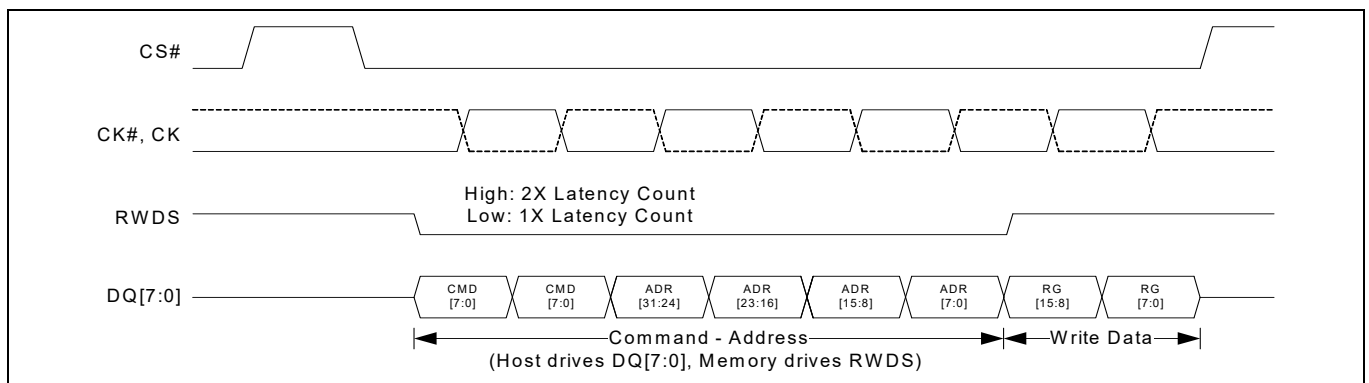 CS#
CK#, CK
High: 2X Latency Count
Low: 1X Latency Count
RWDS
DQ[7:0]
CMD [7:0]
CMD [7:0]
ADR [31:24]
ADR [23:16]
ADR [15:8]
ADR [7:0]
RG [15:8]
RG [7:0]
Command - Address
Write Data
(Host drives DQ[7:0], Memory drives RWDS)